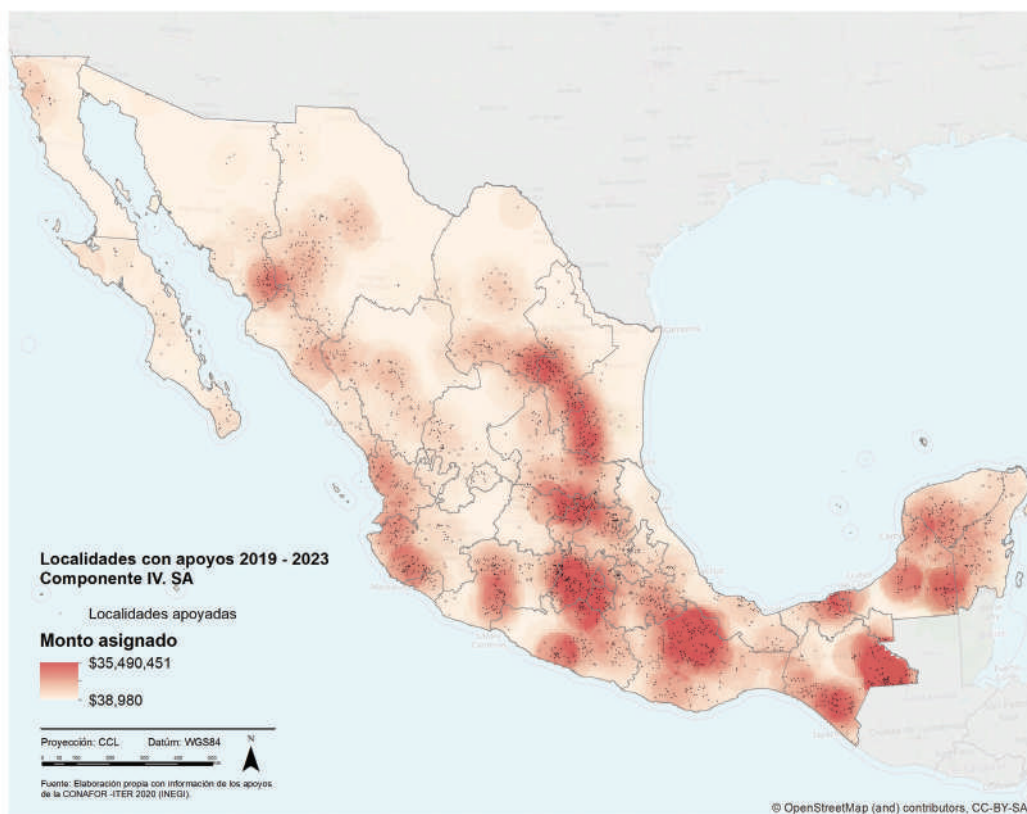 Localidades con apoyos 2019 - 2023
Componente IV. SA
Localidades apoyadas
Monto asignado
$35,490,451
$38,980
Proyección: CCL Datúm: WGS84
N
Fuente: Elaboración propia con información de los apoyos
de la CONAFOR -ITER 2020 (INEGI).
© OpenStreetMap (and) contributors, CC-BY-SA